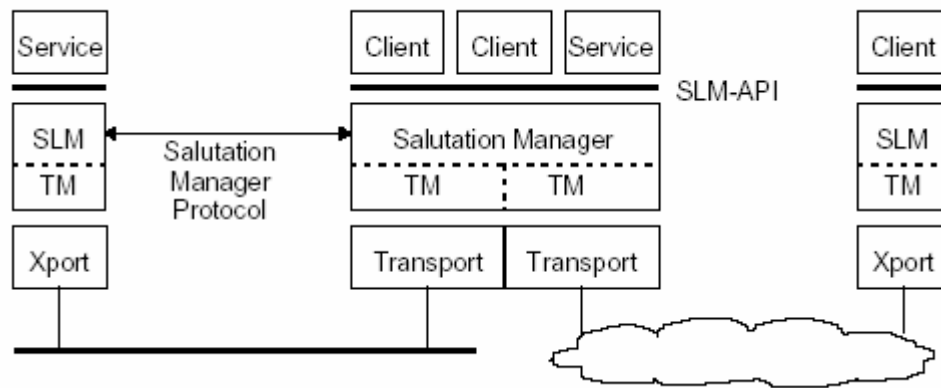 Service
Client
Client
Service
Client
SLM-API
SLM
TM
Salutation
Manager
Protocol
Salutation Manager
TM
TM
SLM
TM
Xport
Transport
Transport
Xport